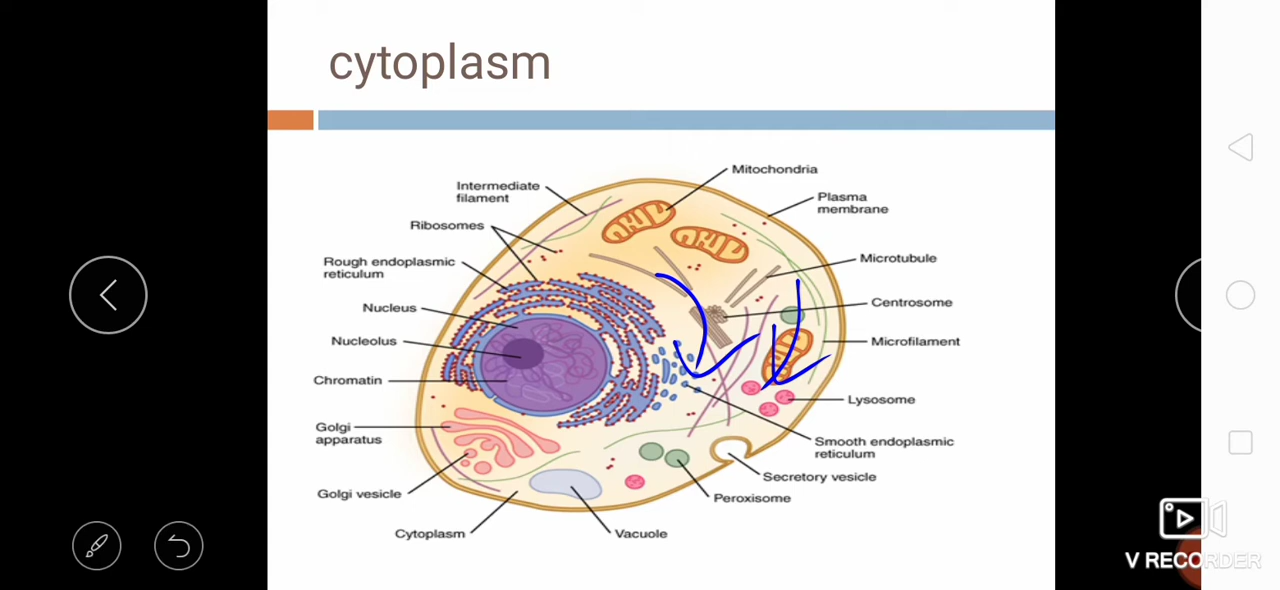 cytoplasm
Mitochondria
Intermediate
filament
Plasma
membrane
Ribosomes
Rough endoplasmic
reticulum
Microtubule
Nucleus
Centrosome
Nucleolus
Microfilament
Chromatin
Lysosome
Golgi
apparatus
Smooth endoplasmic
reticulum
Secretory vesicle
Golgi vesicle
Peroxisome
Cytoplasm
Vacuole
V RECORDER